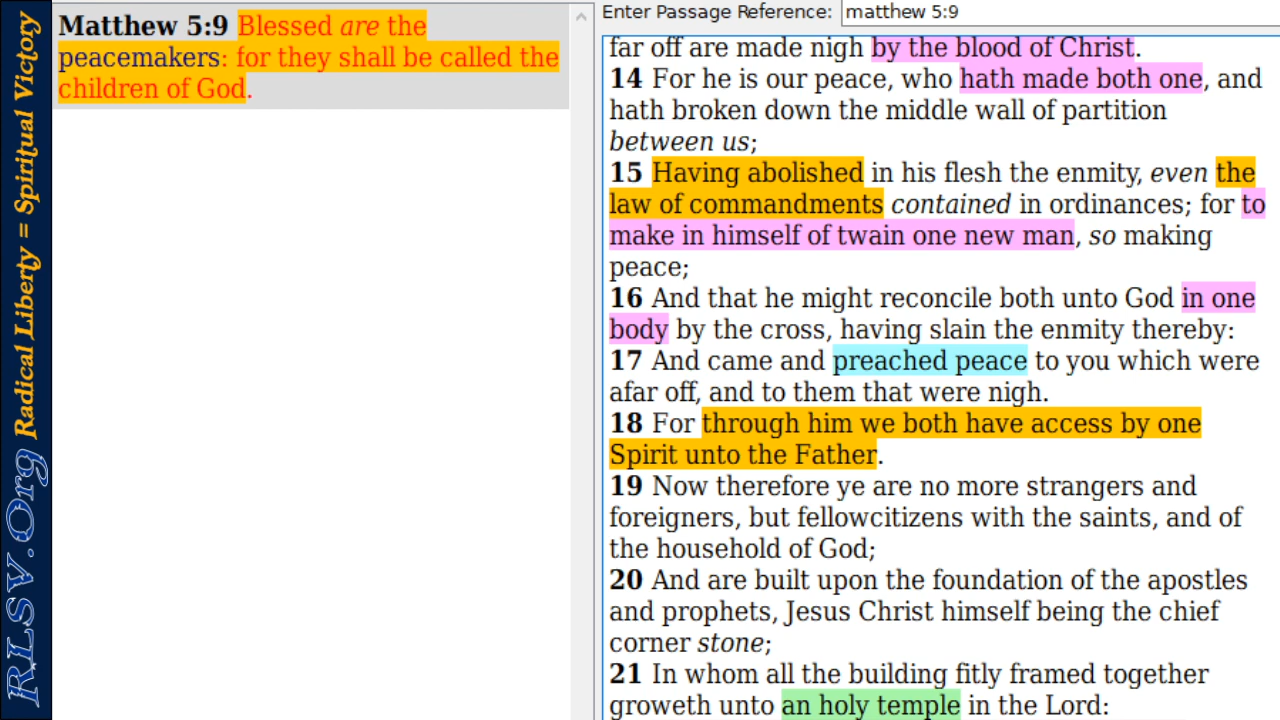 RLSV.Org Radical Liberty = Spiritual Victory
Matthew 5:9 Blessed are the
peacemakers: for they shall be called the
children of God.
Enter Passage Reference: matthew 5:9
far off are made nigh by the blood of Christ.
14 For he is our peace, who hath made both one, and
hath broken down the middle wall of partition
between us;
15 Having abolished in his flesh the enmity, even the
law of commandments contained in ordinances; for to
make in himself of twain one new man, so making
peace;
16 And that he might reconcile both unto God in one
body by the cross, having slain the enmity thereby:
17 And came and preached peace to you which were
afar off, and to them that were nigh.
18 For through him we both have access by one
Spirit unto the Father.
19 Now therefore ye are no more strangers and
foreigners, but fellowcitizens with the saints, and of
the household of God;
20 And are built upon the foundation of the apostles
and prophets, Jesus Christ himself being the chief
corner stone;
21 In whom all the building fitly framed together
groweth unto an holy temple in the Lord: